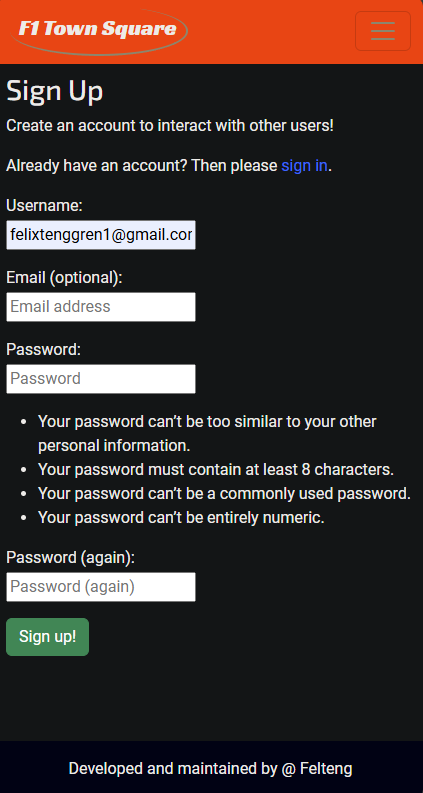 F1 Town Square
Sign Up
Create an account to interact with other users!
Already have an account? Then please sign in.
Username:
felixtenggren1@gmail.cor
Email (optional):
Email address
Password:
Password
• Your password can’t be too similar to your other
personal information.
• Your password must contain at least 8 characters.
• Your password can’t be a commonly used password.
• Your password can’t be entirely numeric.
Password (again):
Password (again)
Sign up!
Developed and maintained by @ Felteng